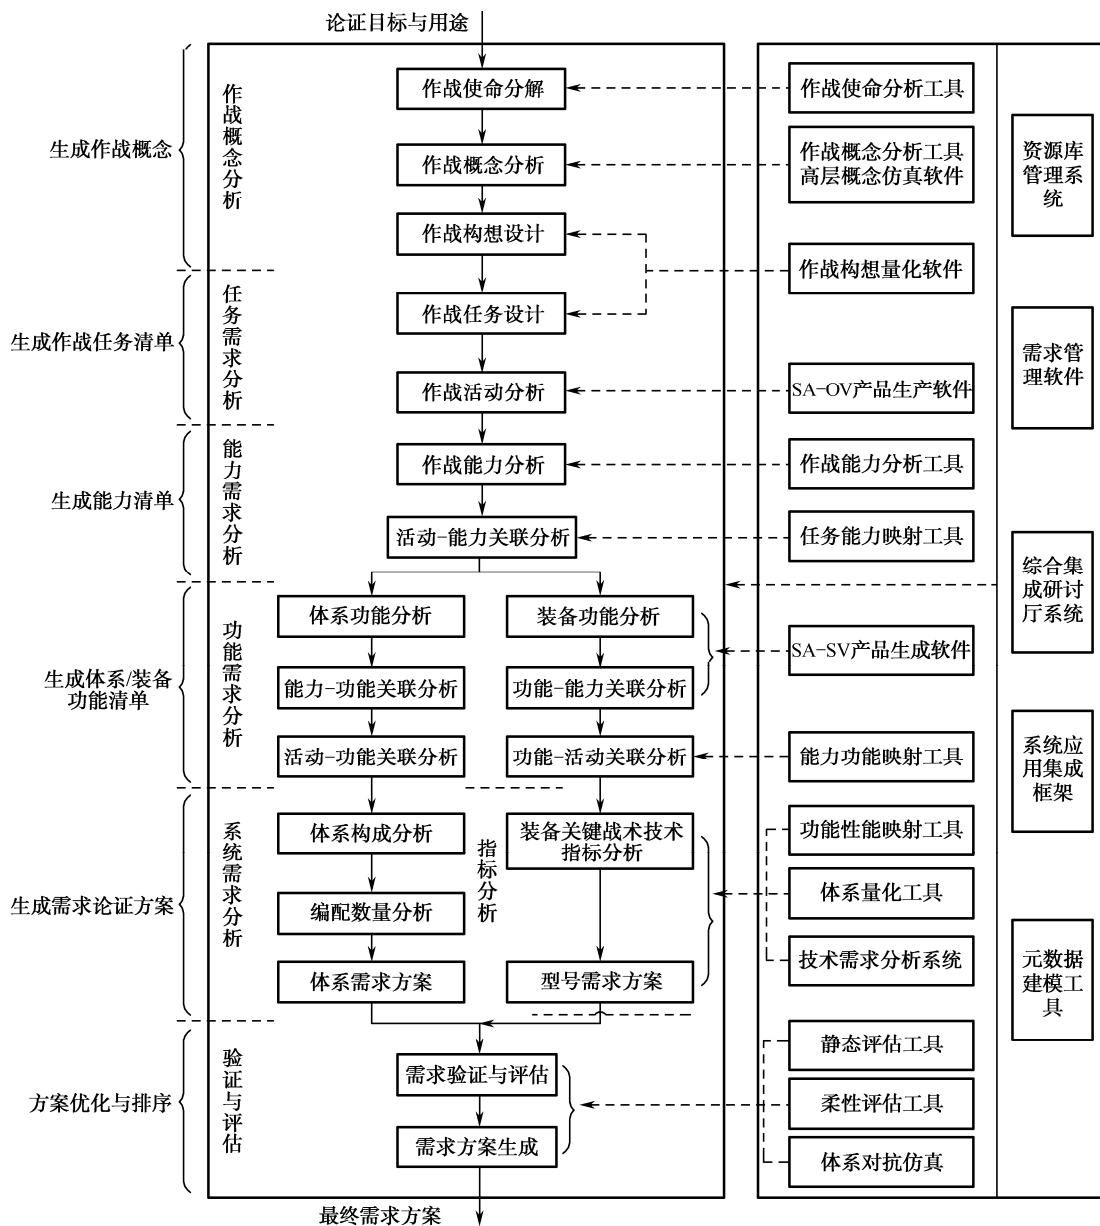 论证目标与用途
生成作战概念
生成作战任务清单
生成能力清单
生成体系/装备
功能清单
生成需求论证方案
方案优化与排序
作战概念分析
任务需求分析
能力需求分析
功能需求分析
系统需求分析
验证与评估
作战使命分解
作战概念分析
作战构想设计
作战任务设计
作战活动分析
作战能力分析
活动-能力关联分析
体系功能分析
装备功能分析
能力-功能关联分析
功能-能力关联分析
活动-功能关联分析
功能-活动关联分析
体系构成分析
指标分析
装备关键战术技术
指标分析
编配数量分析
体系需求方案
型号需求方案
需求验证与评估
需求方案生成
最终需求方案
作战使命分析工具
作战概念分析工具
高层概念仿真软件
作战构想量化软件
SA-OV产品生产软件
作战能力分析工具
任务能力映射工具
SA-SV产品生成软件
能力功能映射工具
功能性能映射工具
体系量化工具
技术需求分析系统
静态评估工具
柔性评估工具
体系对抗仿真
资源库
管理系
统
需求管
理软件
综合集
成研讨
厅系统
系统应
用集成
框架
元数据
建模工
具